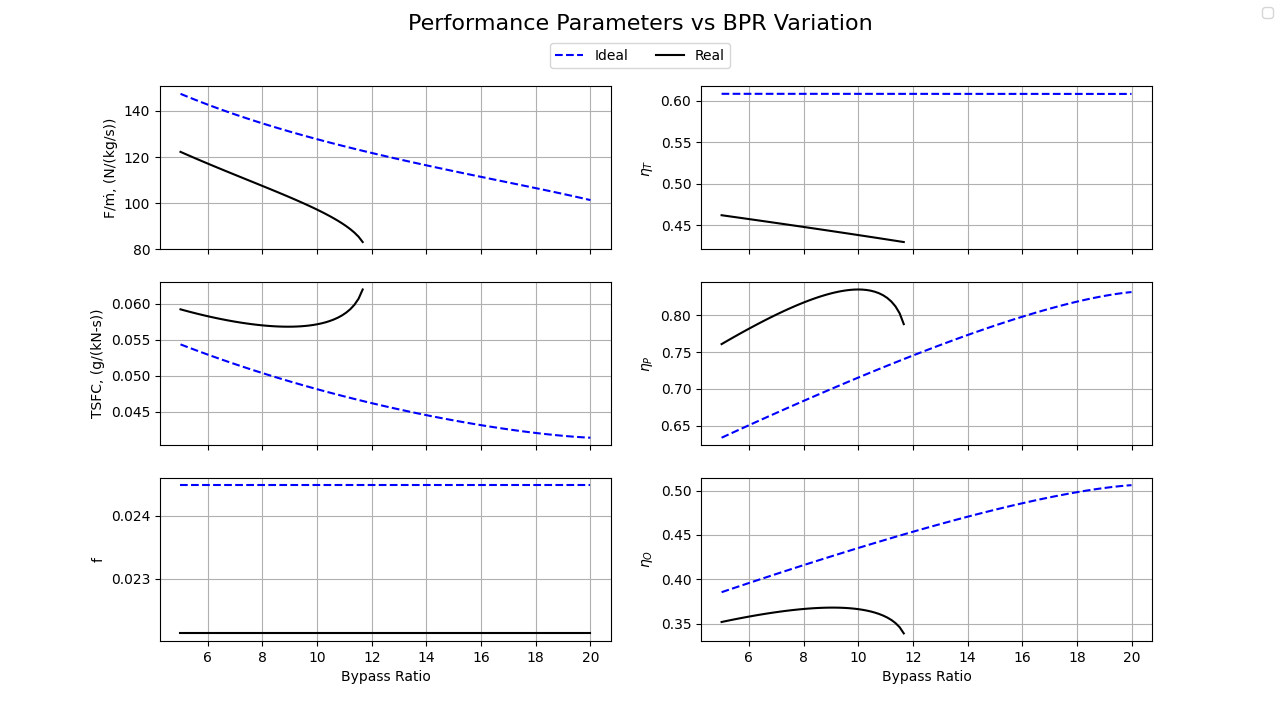 Performance Parameters vs BPR Variation
Ideal Real
F/ṁ, (N/(kg/s))
140
120
100
80
η_T
0.60
0.55
0.50
0.45
TSFC, (g/(kN-s))
0.060
0.055
0.050
0.045
η_P
0.80
0.75
0.70
0.65
f
0.024
0.023
6 8 10 12 14 16 18 20
Bypass Ratio
η_O
0.50
0.45
0.40
0.35
6 8 10 12 14 16 18 20
Bypass Ratio